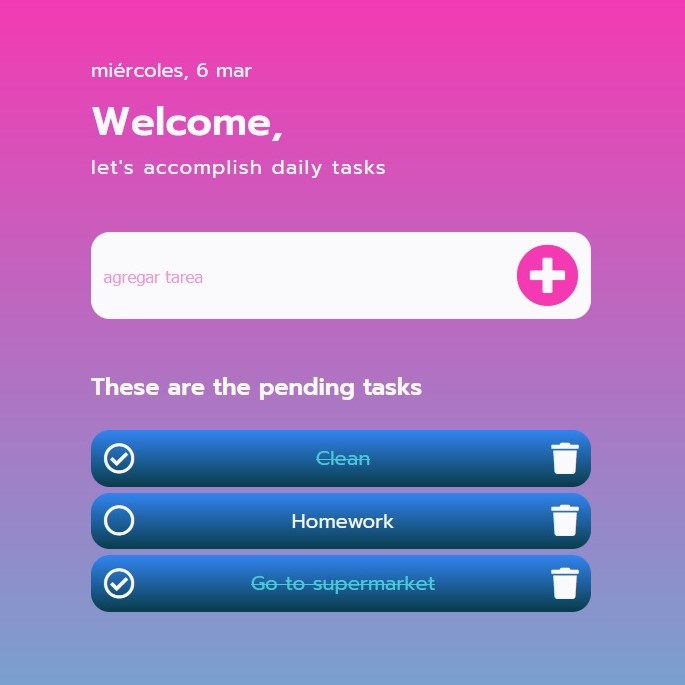 miércoles, 6 mar
Welcome,
let's accomplish daily tasks
agregar tarea
These are the pending tasks
Clean
Homework
Go to supermarket